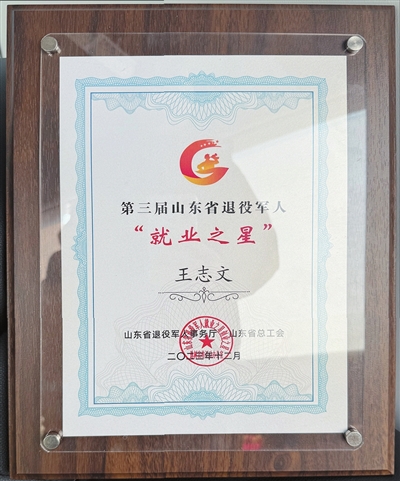 第三届山东省退役军人
“就业之星”
王志文
山东省退役军人事务厅 山东省总工会
二〇二三年十二月